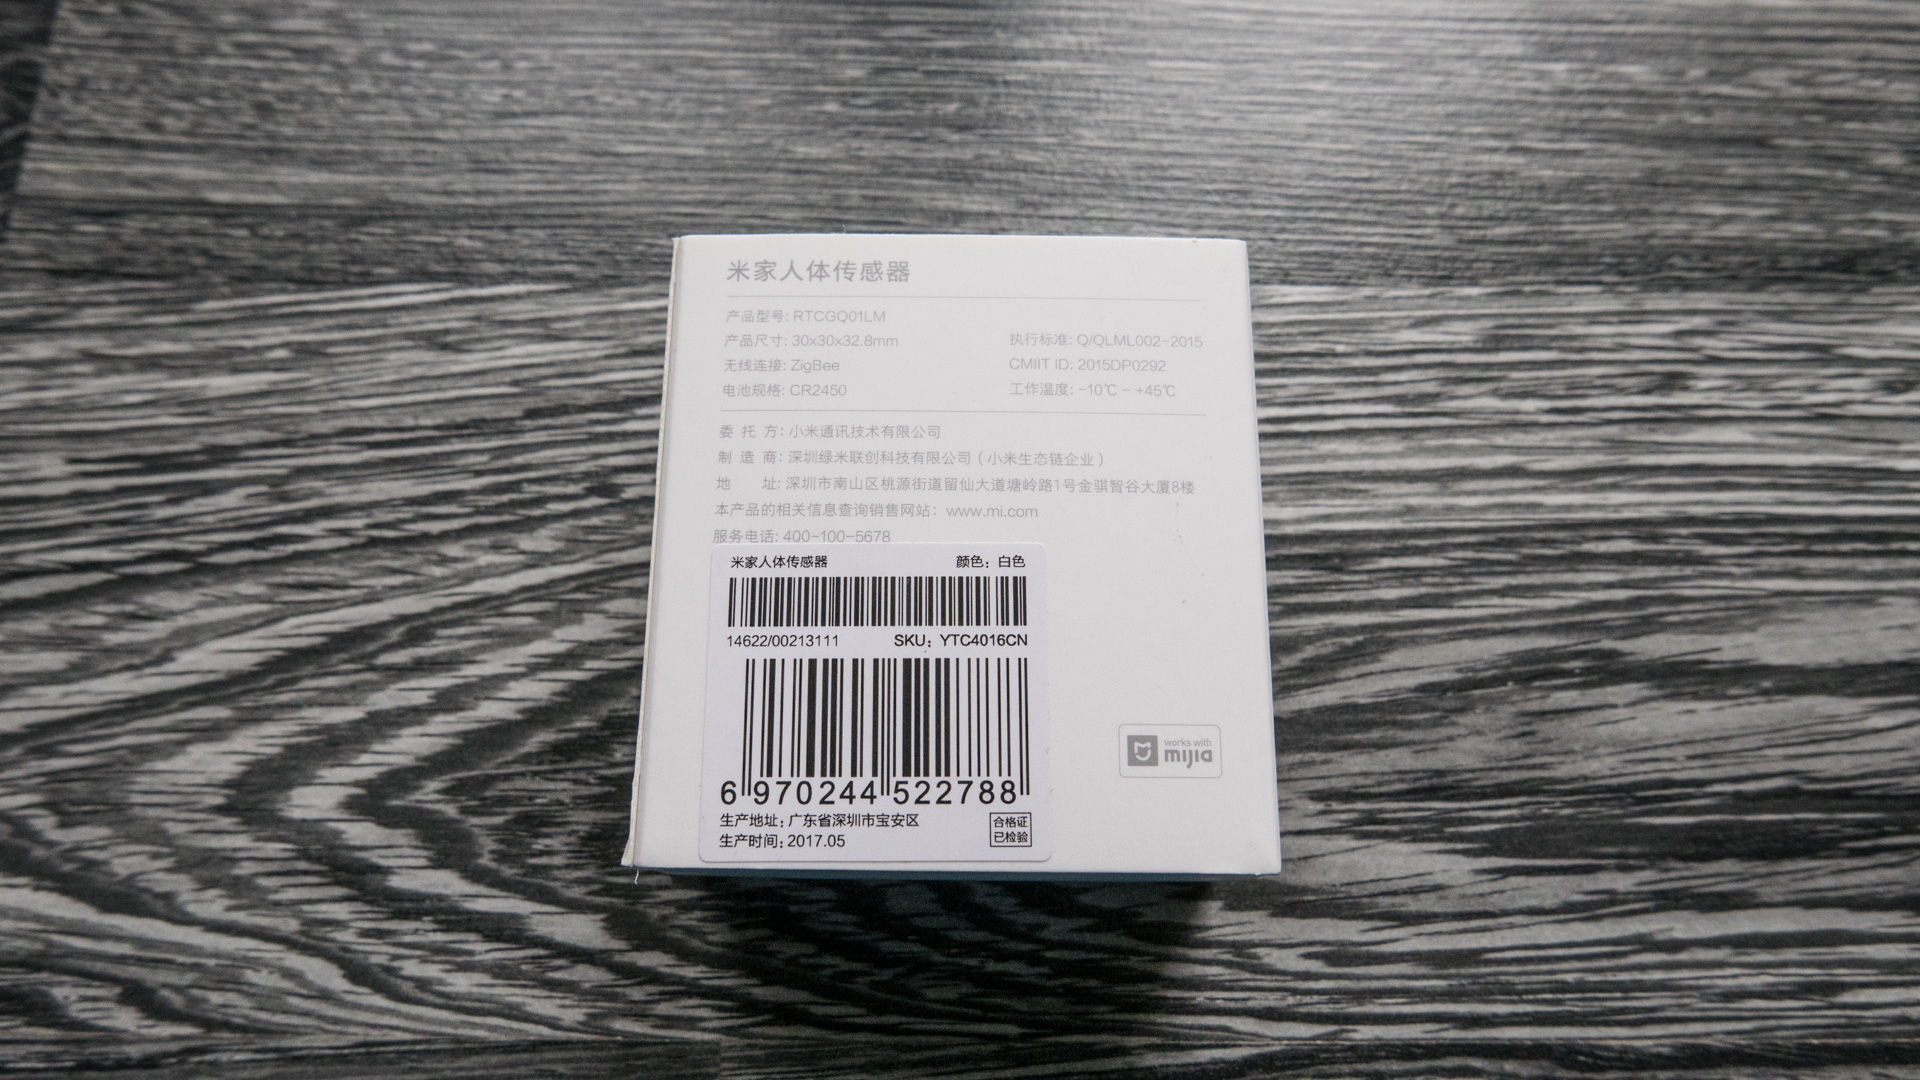 米家人体传感器
产品型号: RTCGQ01LM
产品尺寸: 30x30x32.8mm
执行标准: Q/QLML002-2015
无线连接: ZigBee
CMIIT ID: 2015DP0292
电池规格: CR2450
工作温度: -10℃ - +45℃
委 托 方: 小米通讯技术有限公司
制 造 商: 深圳绿米联创科技有限公司（小米生态链企业）
地 址: 深圳市南山区桃源街道留仙大道塘岭路1号金骐智谷大厦8楼
本产品的相关信息查询销售网站: www.mi.com
服务电话: 400-100-5678
米家人体传感器 颜色: 白色
14622/00213111 SKU: YTC4016CN
6 970244 522788
生产地址: 广东省深圳市宝安区
生产时间: 2017.05
合格证
已检验
works with
mijia